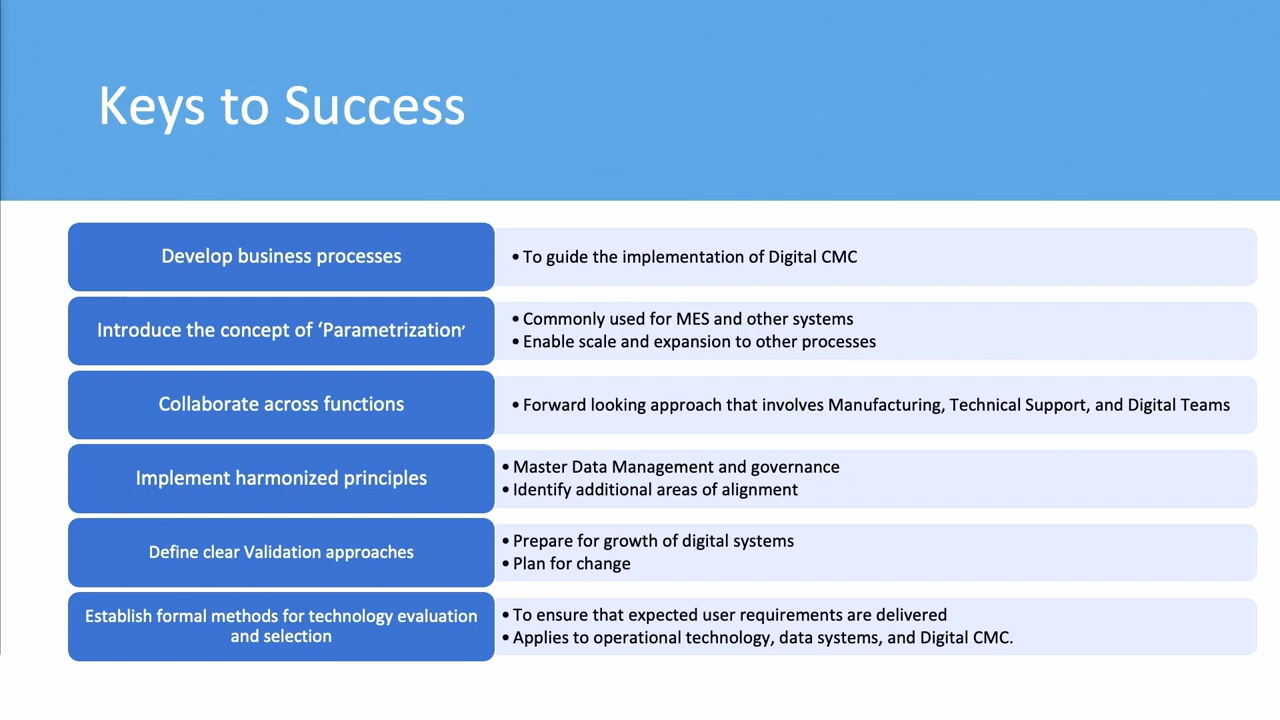 Keys to Success
Develop business processes
• To guide the implementation of Digital CMC
Introduce the concept of ‘Parametrization’
• Commonly used for MES and other systems
• Enable scale and expansion to other processes
Collaborate across functions
• Forward looking approach that involves Manufacturing, Technical Support, and Digital Teams
Implement harmonized principles
• Master Data Management and governance
• Identify additional areas of alignment
Define clear Validation approaches
• Prepare for growth of digital systems
• Plan for change
Establish formal methods for technology evaluation
and selection
• To ensure that expected user requirements are delivered
• Applies to operational technology, data systems, and Digital CMC.